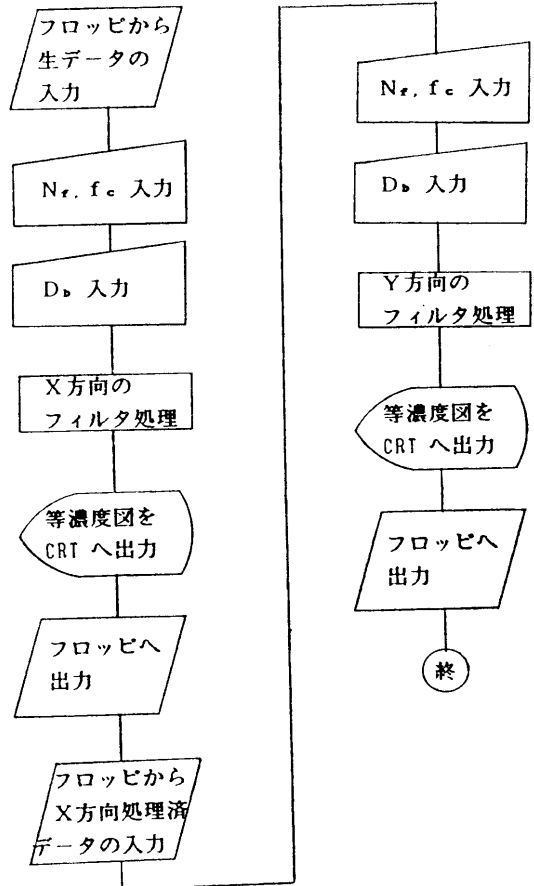 フロッピから
生データの
入力
Nf, fc 入力
Db 入力
X方向の
フィルタ処理
等濃度図を
CRT へ出力
フロッピへ
出力
フロッピから
X方向処理済
データの入力
Nf, fc 入力
Db 入力
Y方向の
フィルタ処理
等濃度図を
CRT へ出力
フロッピへ
出力
終